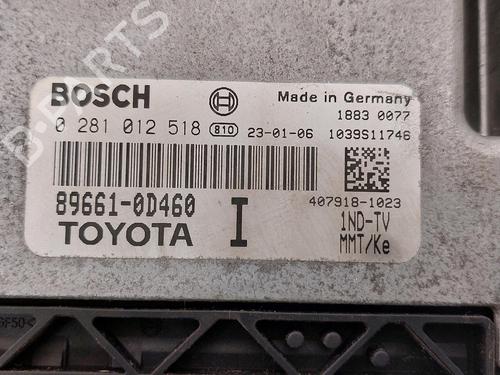 B-PARTS
BOSCH
Made in Germany
1883 0077
0 281 012 518 810 23-01-06 1039S11746
89661-0D460
407918-1023
TOYOTA I 1ND-TV
MMT/Ke